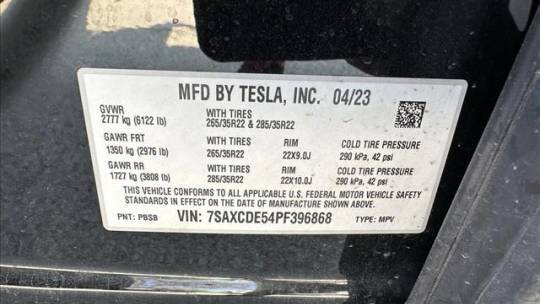 MFD BY TESLA, INC. 04/23
GVWR
2777 kg (6122 lb)
WITH TIRES
265/35R22 & 285/35R22
GAWR FRT
1350 kg (2976 lb)
WITH TIRES
265/35R22
RIM
22X9.0J
COLD TIRE PRESSURE
290 kPa, 42 psi
GAWR RR
1727 kg (3808 lb)
WITH TIRES
285/35R22
RIM
22X10.0J
COLD TIRE PRESSURE
290 kPa, 42 psi
THIS VEHICLE CONFORMS TO ALL APPLICABLE U.S. FEDERAL MOTOR VEHICLE SAFETY
STANDARDS IN EFFECT ON THE DATE OF MANUFACTURE SHOWN ABOVE.
PNT: PBSB VIN: 7SAXCDE54PF396868 TYPE: MPV